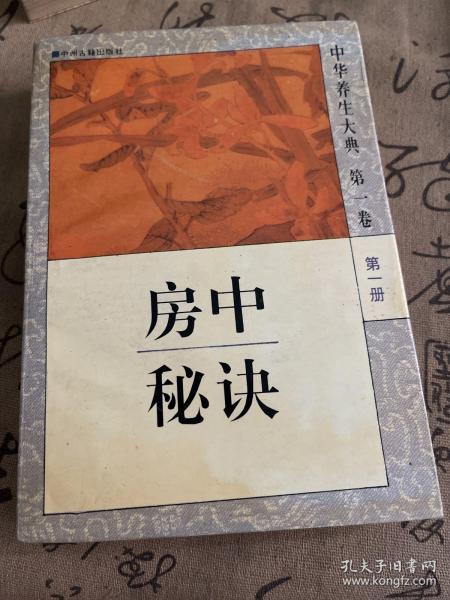 中州古籍出版社
中华养生大典 第一卷
第一册
房中
秘诀
孔夫子旧书网
www.kongfz.com